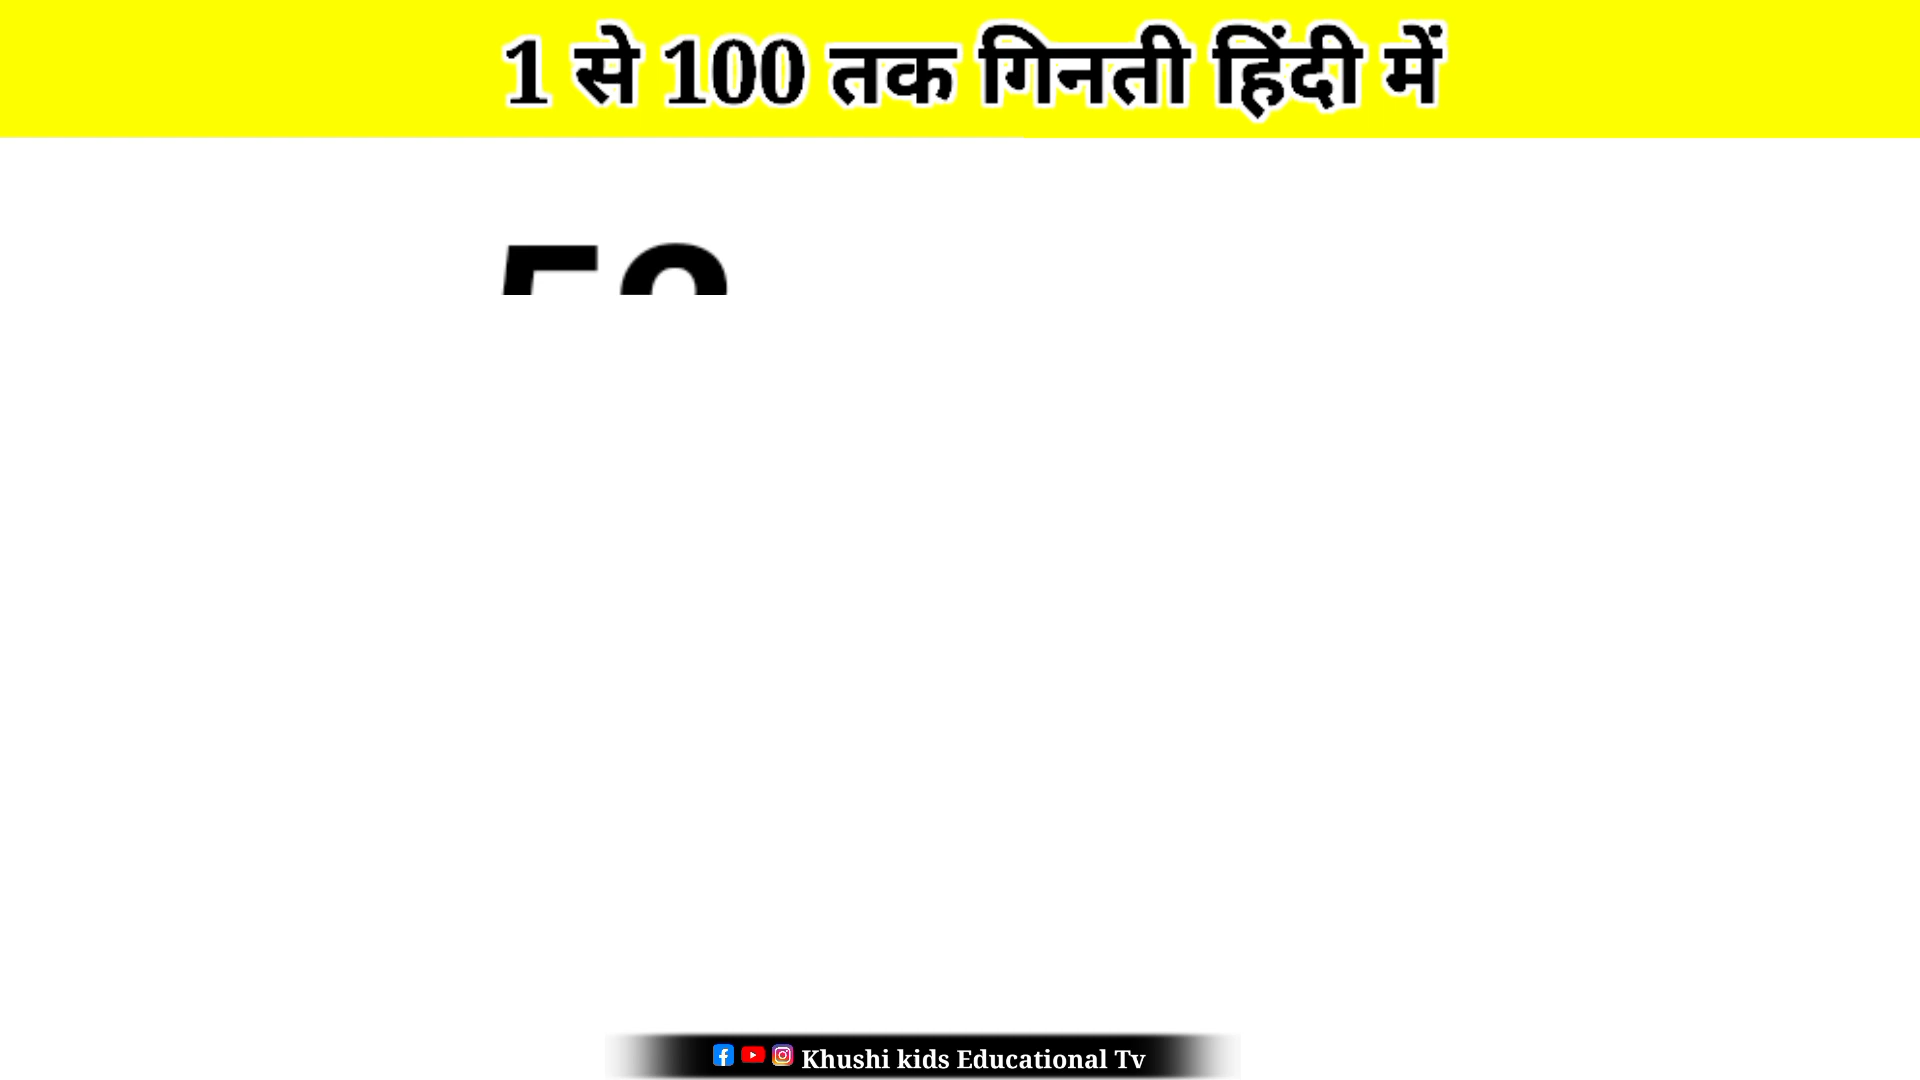 1 से 100 तक गिनती हिंदी में
Khushi kids Educational Tv